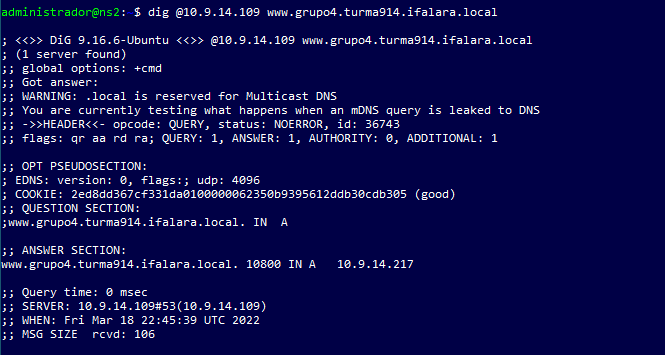 administrador@ns2:~$ dig @10.9.14.109 www.grupo4.turma914.ifalara.local
; <<>> DiG 9.16.6-Ubuntu <<>> @10.9.14.109 www.grupo4.turma914.ifalara.local
; (1 server found)
;; global options: +cmd
;; Got answer:
;; WARNING: .local is reserved for Multicast DNS
;; You are currently testing what happens when an mDNS query is leaked to DNS
;; ->>HEADER<<- opcode: QUERY, status: NOERROR, id: 36743
;; flags: qr aa rd ra; QUERY: 1, ANSWER: 1, AUTHORITY: 0, ADDITIONAL: 1
;; OPT PSEUDOSECTION:
; EDNS: version: 0, flags:; udp: 4096
; COOKIE: 2ed8dd367cf331da0100000062350b9395612ddb30cdb305 (good)
;; QUESTION SECTION:
;www.grupo4.turma914.ifalara.local. IN A
;; ANSWER SECTION:
www.grupo4.turma914.ifalara.local. 10800 IN A 10.9.14.217
;; Query time: 0 msec
;; SERVER: 10.9.14.109#53(10.9.14.109)
;; WHEN: Fri Mar 18 22:45:39 UTC 2022
;; MSG SIZE rcvd: 106